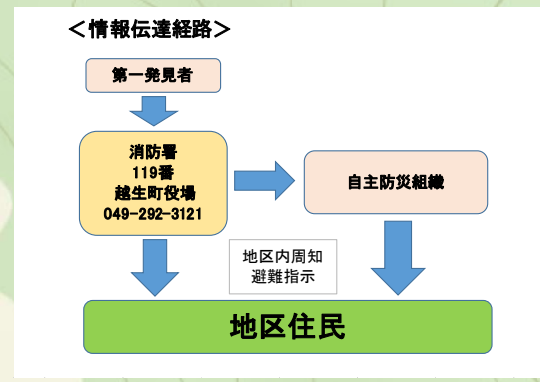 ＜情報伝達経路＞
第一発見者
消防署
119番
越生町役場
049-292-3121
自主防災組織
地区内周知
避難指示
地区住民